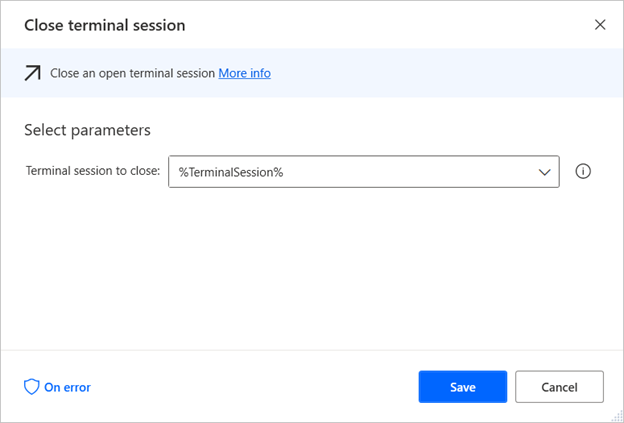 Close terminal session
Close an open terminal session More info
Select parameters
Terminal session to close: %TerminalSession%
On error Save Cancel